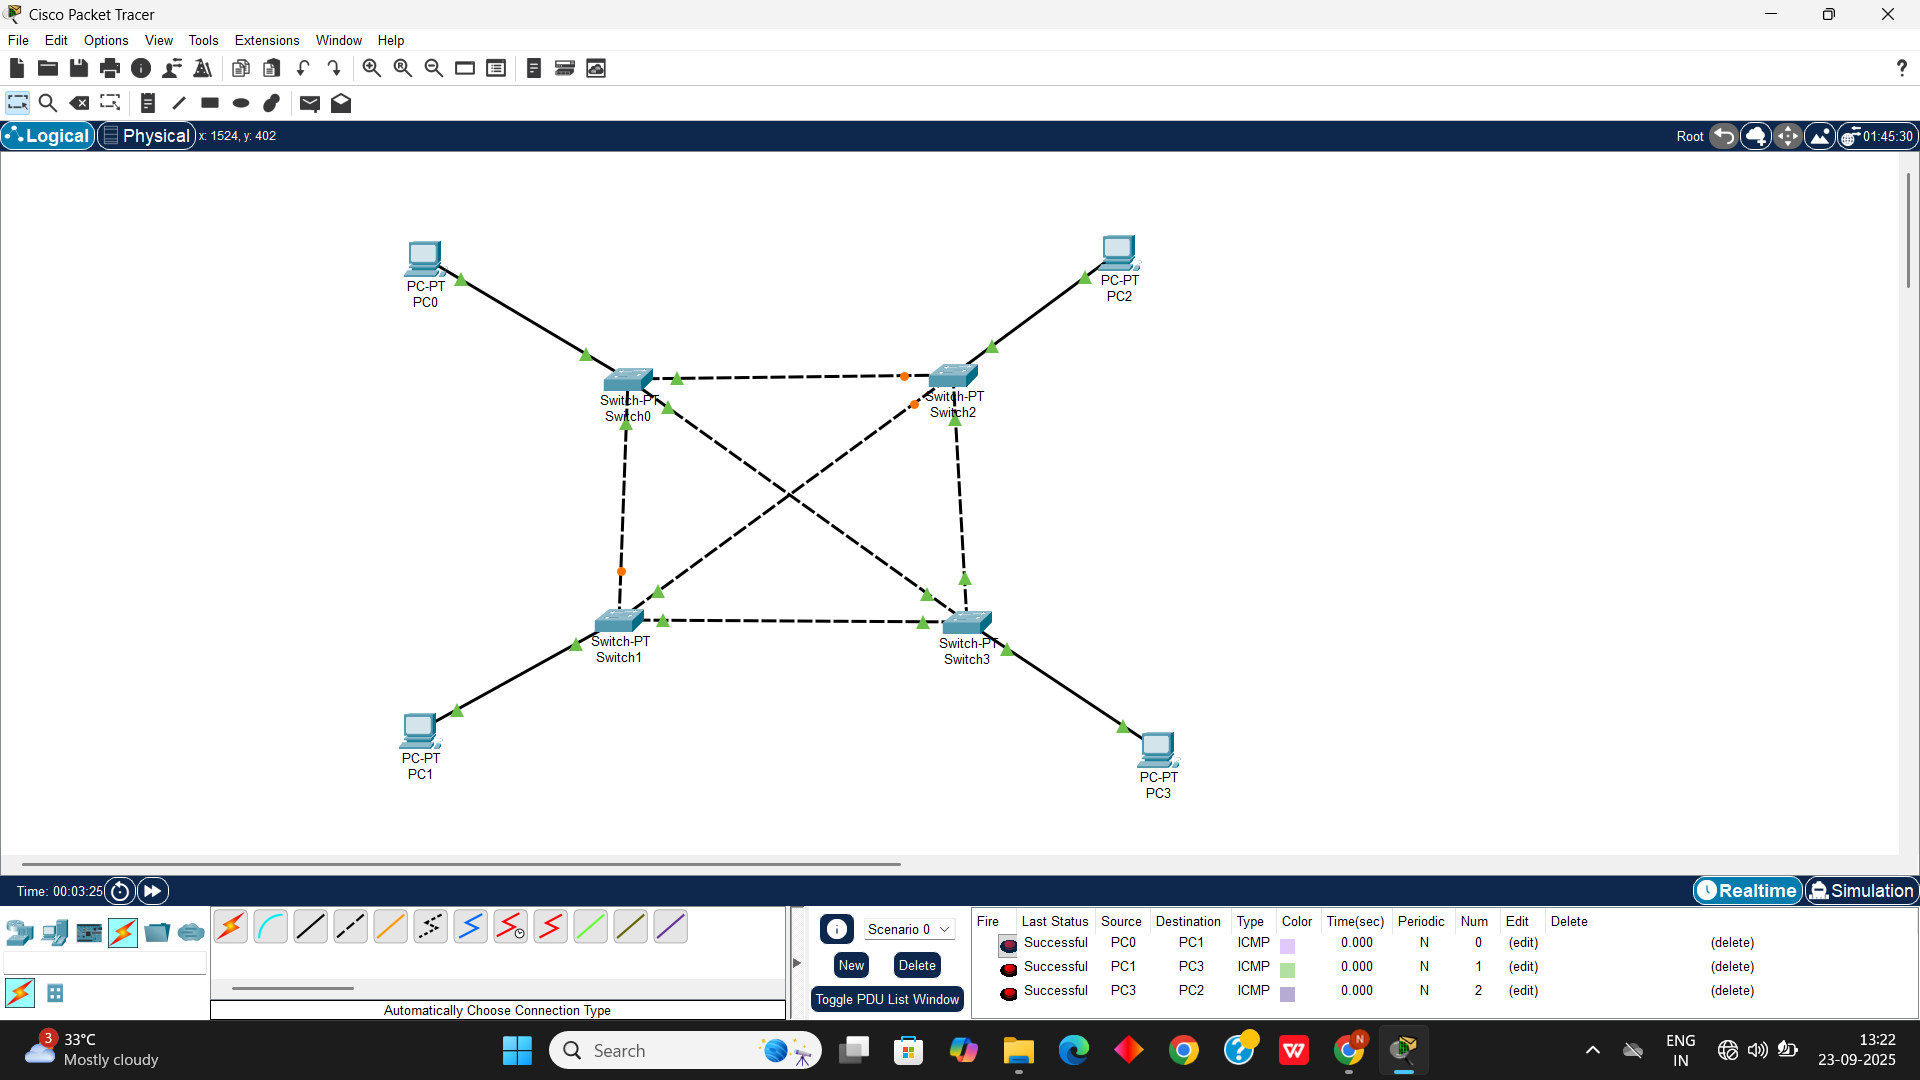 Cisco Packet Tracer
File Edit Options View Tools Extensions Window Help
Logical Physical x: 1524, y: 402 Root 01:45:30
PC-PT
PC0
PC-PT
PC2
Switch-PT
Switch0
Switch-PT
Switch2
Switch-PT
Switch1
Switch-PT
Switch3
PC-PT
PC1
PC-PT
PC3
Time: 00:03:25 Realtime Simulation
Automatically Choose Connection Type
Scenario 0
New Delete
Toggle PDU List Window
Fire Last Status Source Destination Type Color Time(sec) Periodic Num Edit Delete
Successful PC0 PC1 ICMP 0.000 N 0 (edit) (delete)
Successful PC1 PC3 ICMP 0.000 N 1 (edit) (delete)
Successful PC3 PC2 ICMP 0.000 N 2 (edit) (delete)
3 33°C
Mostly cloudy
Search
N
ENG
IN
13:22
23-09-2025